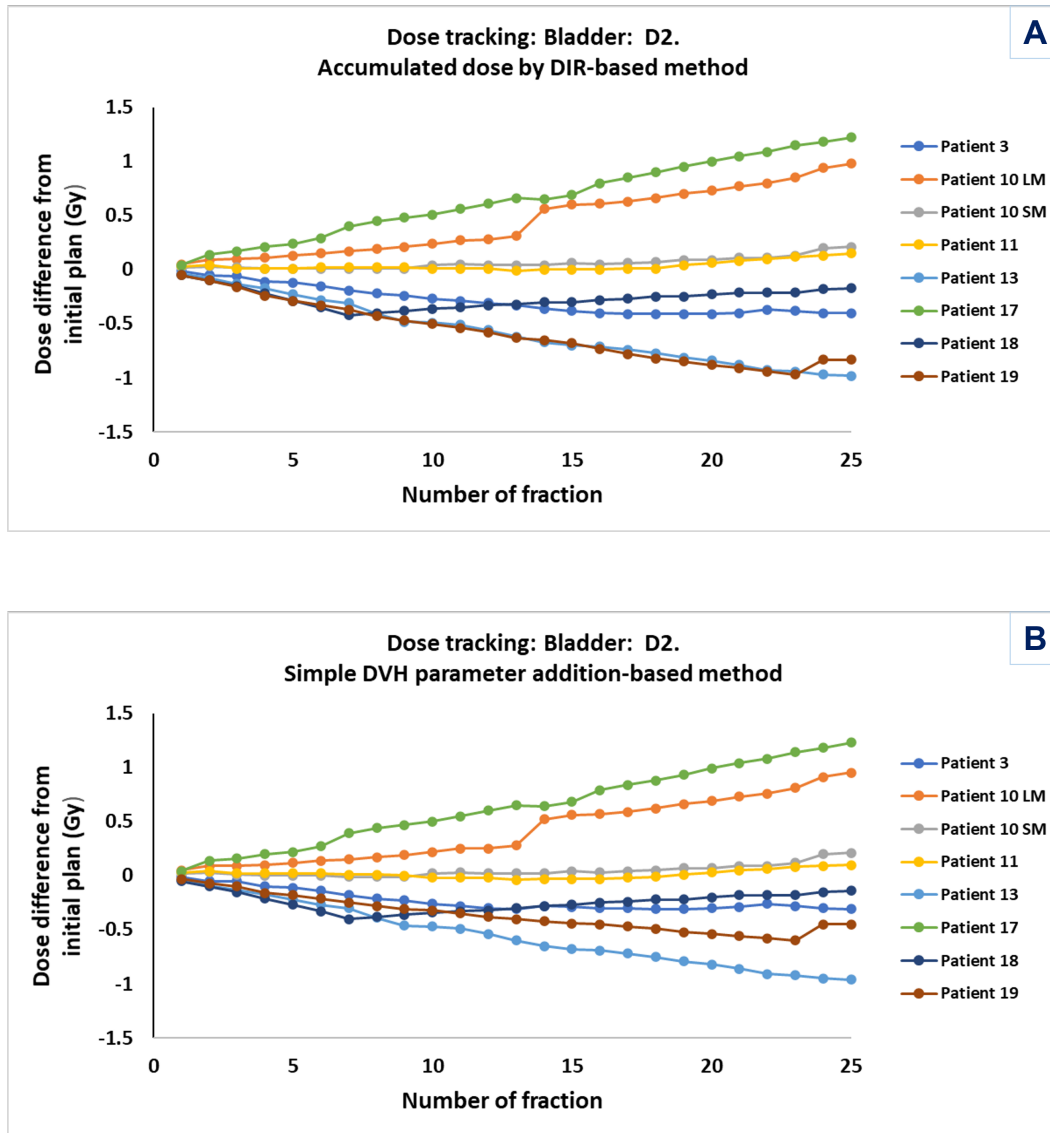 A
Dose tracking: Bladder:  D2.
Accumulated dose by DIR-based method
Dose difference from
initial plan (Gy)
1.5
1
0.5
0
-0.5
-1
-1.5
0
5
10
15
20
25
Number of fraction
Patient 3
Patient 10 LM
Patient 10 SM
Patient 11
Patient 13
Patient 17
Patient 18
Patient 19
B
Dose tracking: Bladder:  D2.
Simple DVH parameter addition-based method
Dose difference from
initial plan (Gy)
1.5
1
0.5
0
-0.5
-1
-1.5
0
5
10
15
20
25
Number of fraction
Patient 3
Patient 10 LM
Patient 10 SM
Patient 11
Patient 13
Patient 17
Patient 18
Patient 19